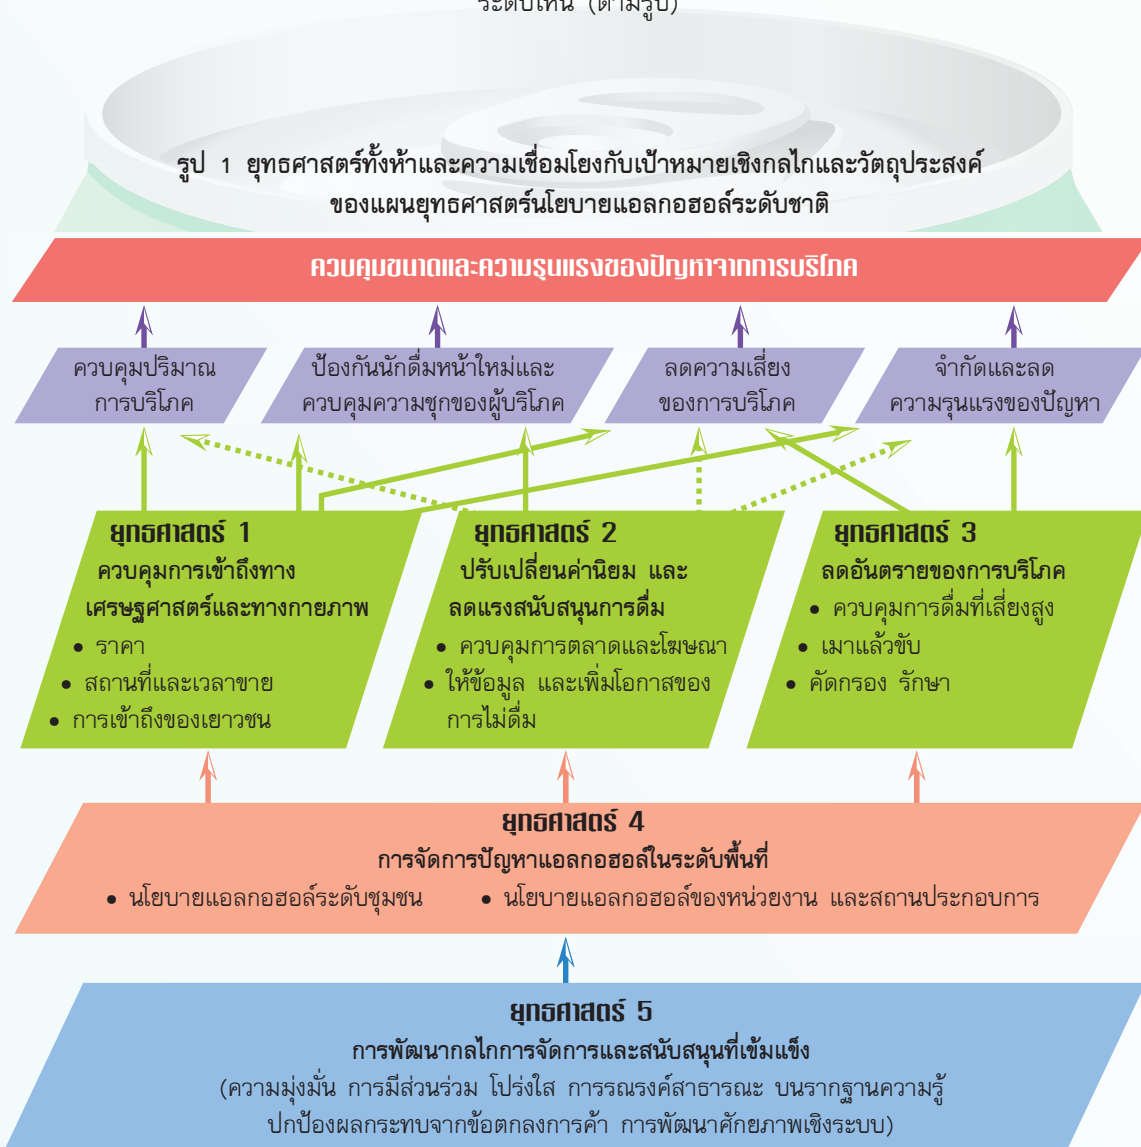 ระดับไหน (ตามรูป)
รูป 1 ยุทธศาสตร์ทั้งห้าและความเชื่อมโยงกับเป้าหมายเชิงกลไกและวัตถุประสงค์
ของแผนยุทธศาสตร์นโยบายแอลกอฮอล์ระดับชาติ
ควบคุมขนาดและความรุนแรงของปัญหาจากการบริโภค
ควบคุมปริมาณ
การบริโภค
ป้องกันนักดื่มหน้าใหม่และ
ควบคุมความชุกของผู้บริโภค
ลดความเสี่ยง
ของการบริโภค
จำกัดและลด
ความรุนแรงของปัญหา
ยุทธศาสตร์ 1
ควบคุมการเข้าถึงทาง
เศรษฐศาสตร์และทางกายภาพ
• ราคา
• สถานที่และเวลาขาย
• การเข้าถึงของเยาวชน
ยุทธศาสตร์ 2
ปรับเปลี่ยนค่านิยม และ
ลดแรงสนับสนุนการดื่ม
• ควบคุมการตลาดและโฆษณา
• ให้ข้อมูล และเพิ่มโอกาสของ
การไม่ดื่ม
ยุทธศาสตร์ 3
ลดอันตรายของการบริโภค
• ควบคุมการดื่มที่เสี่ยงสูง
• เมาแล้วขับ
• คัดกรอง รักษา
ยุทธศาสตร์ 4
การจัดการปัญหาแอลกอฮอล์ในระดับพื้นที่
• นโยบายแอลกอฮอล์ระดับชุมชน • นโยบายแอลกอฮอล์ของหน่วยงาน และสถานประกอบการ
ยุทธศาสตร์ 5
การพัฒนากลไกการจัดการและสนับสนุนที่เข้มแข็ง
(ความมุ่งมั่น การมีส่วนร่วม โปร่งใส การรณรงค์สาธารณะ บนรากฐานความรู้
ปกป้องผลกระทบจากข้อตกลงการค้า การพัฒนาศักยภาพเชิงระบบ)